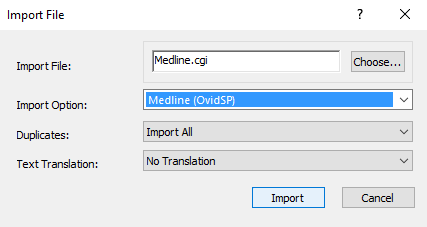 Import File
?
Import File: Medline.cgi Choose...
Import Option: Medline (OvidSP)
Duplicates: Import All
Text Translation: No Translation
Import Cancel